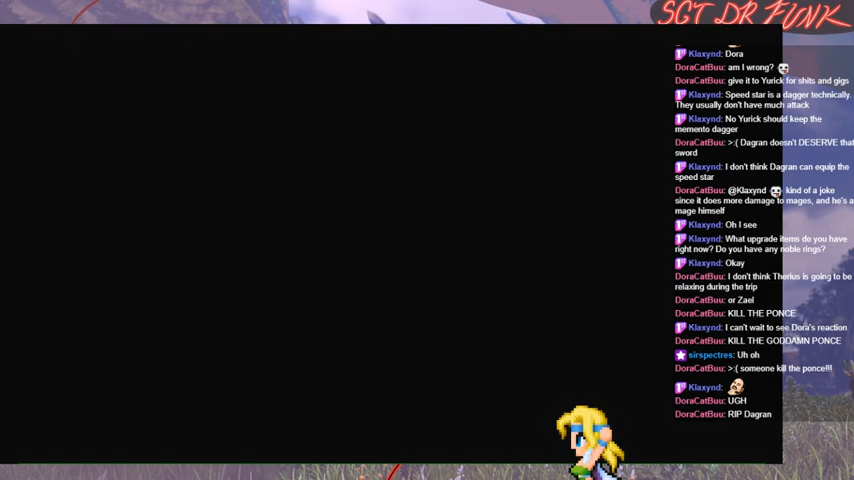 SGT DR FUNK
Klaxynd: Dora
DoraCatBuu: am I wrong?
DoraCatBuu: give it to Yurick for shits and gigs
Klaxynd: Speed star is a dagger technically.
They usually don't have much attack
Klaxynd: No Yurick should keep the
memento dagger
DoraCatBuu: >:( Dagran doesn't DESERVE that
sword
Klaxynd: I don't think Dagran can equip the
speed star
DoraCatBuu: @Klaxynd kind of a joke
since it does more damage to mages, and he's a
mage himself
Klaxynd: Oh I see
Klaxynd: What upgrade items do you have
right now? Do you have any noble rings?
Klaxynd: Okay
DoraCatBuu: I don't think Therius is going to be
relaxing during the trip
DoraCatBuu: or Zael
DoraCatBuu: KILL THE PONCE
Klaxynd: I can't wait to see Dora's reaction
DoraCatBuu: KILL THE GODDAMN PONCE
sirspectres: Uh oh
DoraCatBuu: >:( someone kill the ponce!!!
Klaxynd:
DoraCatBuu: UGH
DoraCatBuu: RIP Dagran